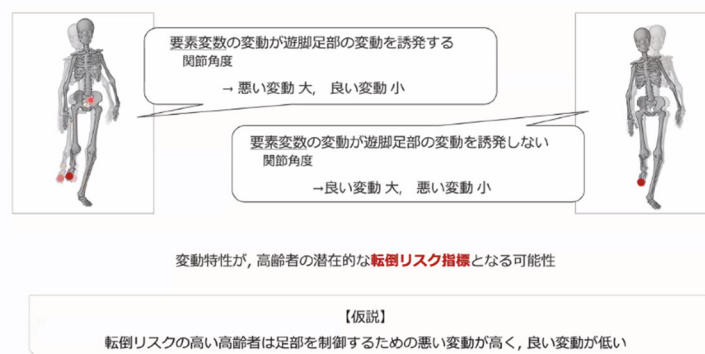 要素変数の変動が遊脚足部の変動を誘発する
関節角度
→ 悪い変動 大, 良い変動 小
要素変数の変動が遊脚足部の変動を誘発しない
関節角度
→良い変動 大, 悪い変動 小
変動特性が, 高齢者の潜在的な転倒リスク指標となる可能性
【仮説】
転倒リスクの高い高齢者は足部を制御するための悪い変動が高く, 良い変動が低い